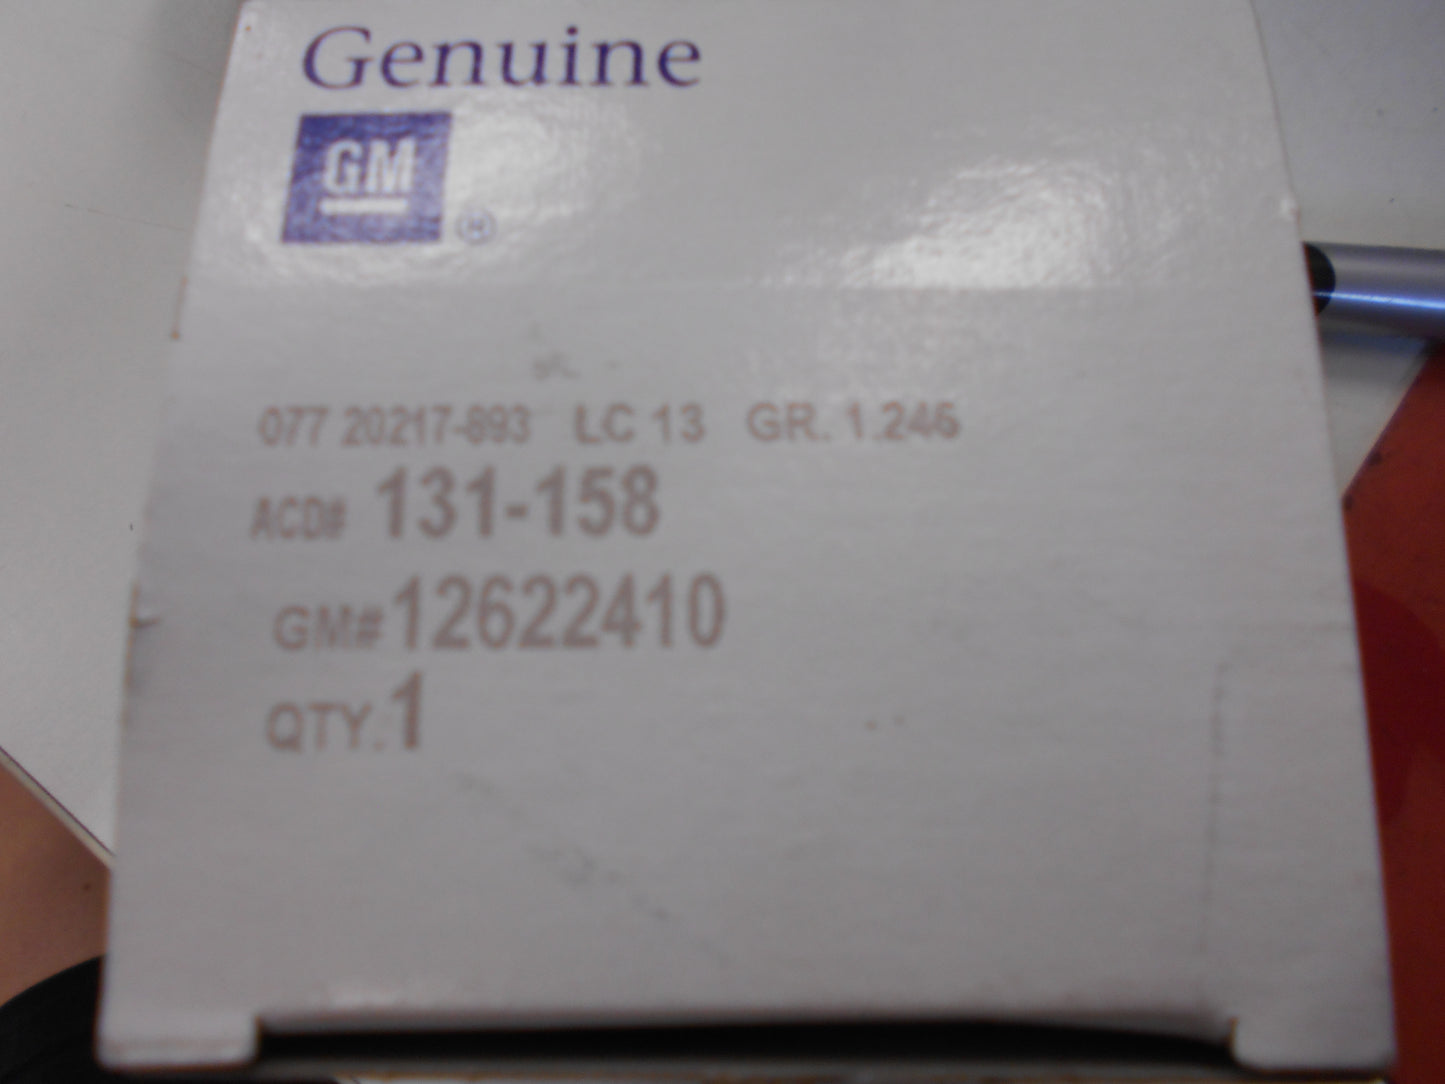 Genuine
GM
®
077 20217-893 LC 13 GR. 1.246
ACD# 131-158
GM# 12622410
QTY. 1